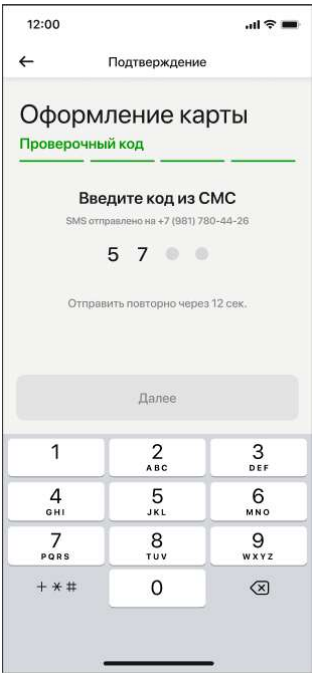 12:00
Подтверждение
Оформление карты
Проверочный код
Введите код из СМС
SMS отправлено на +7 (981) 780-44-26
5 7
Отправить повторно через 12 сек.
Далее
1 2 3
ABC DEF
4 5 6
GHI JKL MNO
7 8 9
PQRS TUV WXYZ
+ * # 0